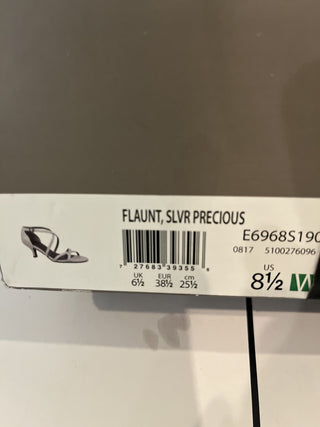 FLAUNT, SLVR PRECIOUS
E6968S190
0817 5100276096
7 27683 39355 5
UK EUR cm US
6½ 38½ 25½ 8½ W